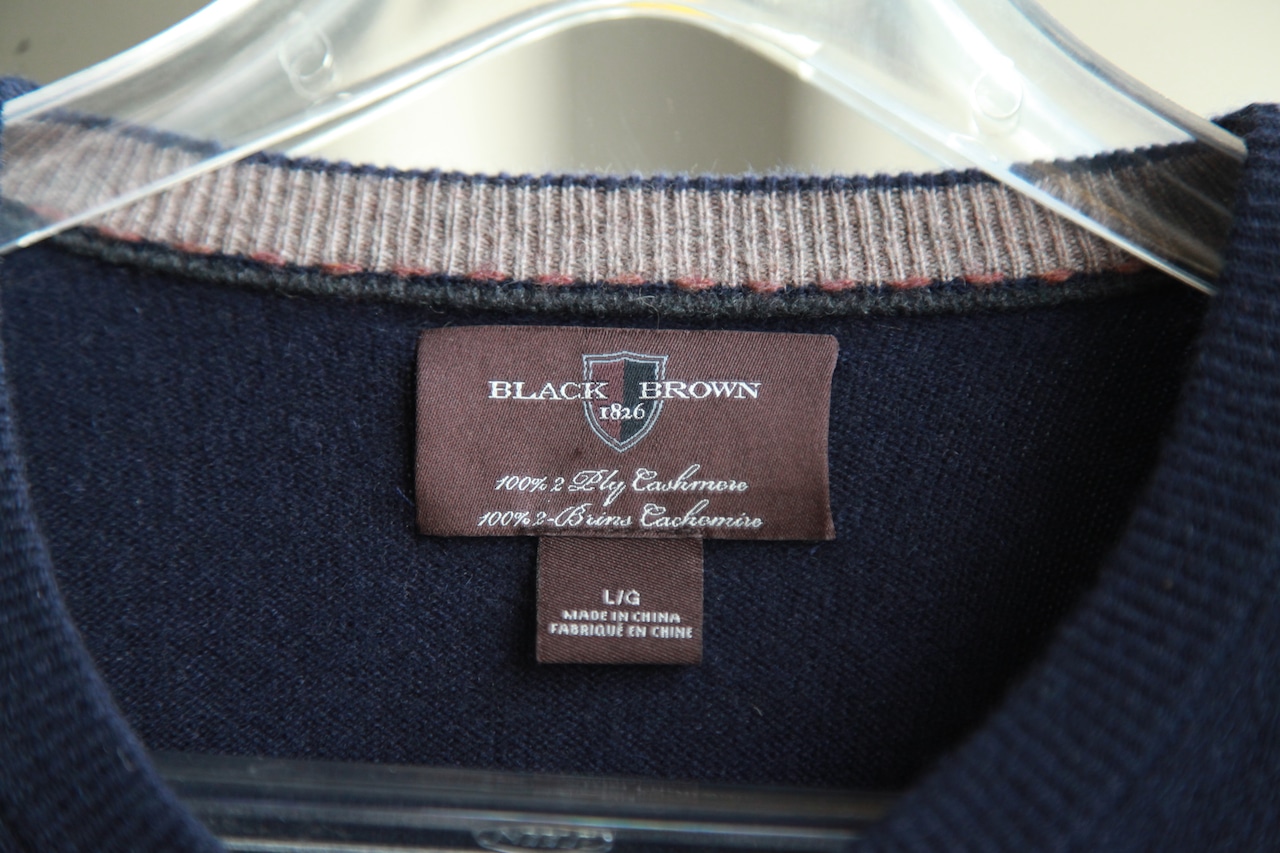 BLACK BROWN
1826
100% 2 Ply Cashmere
100% 2-Brins Cachemire
L/G
MADE IN CHINA
FABRIQUÉ EN CHINE